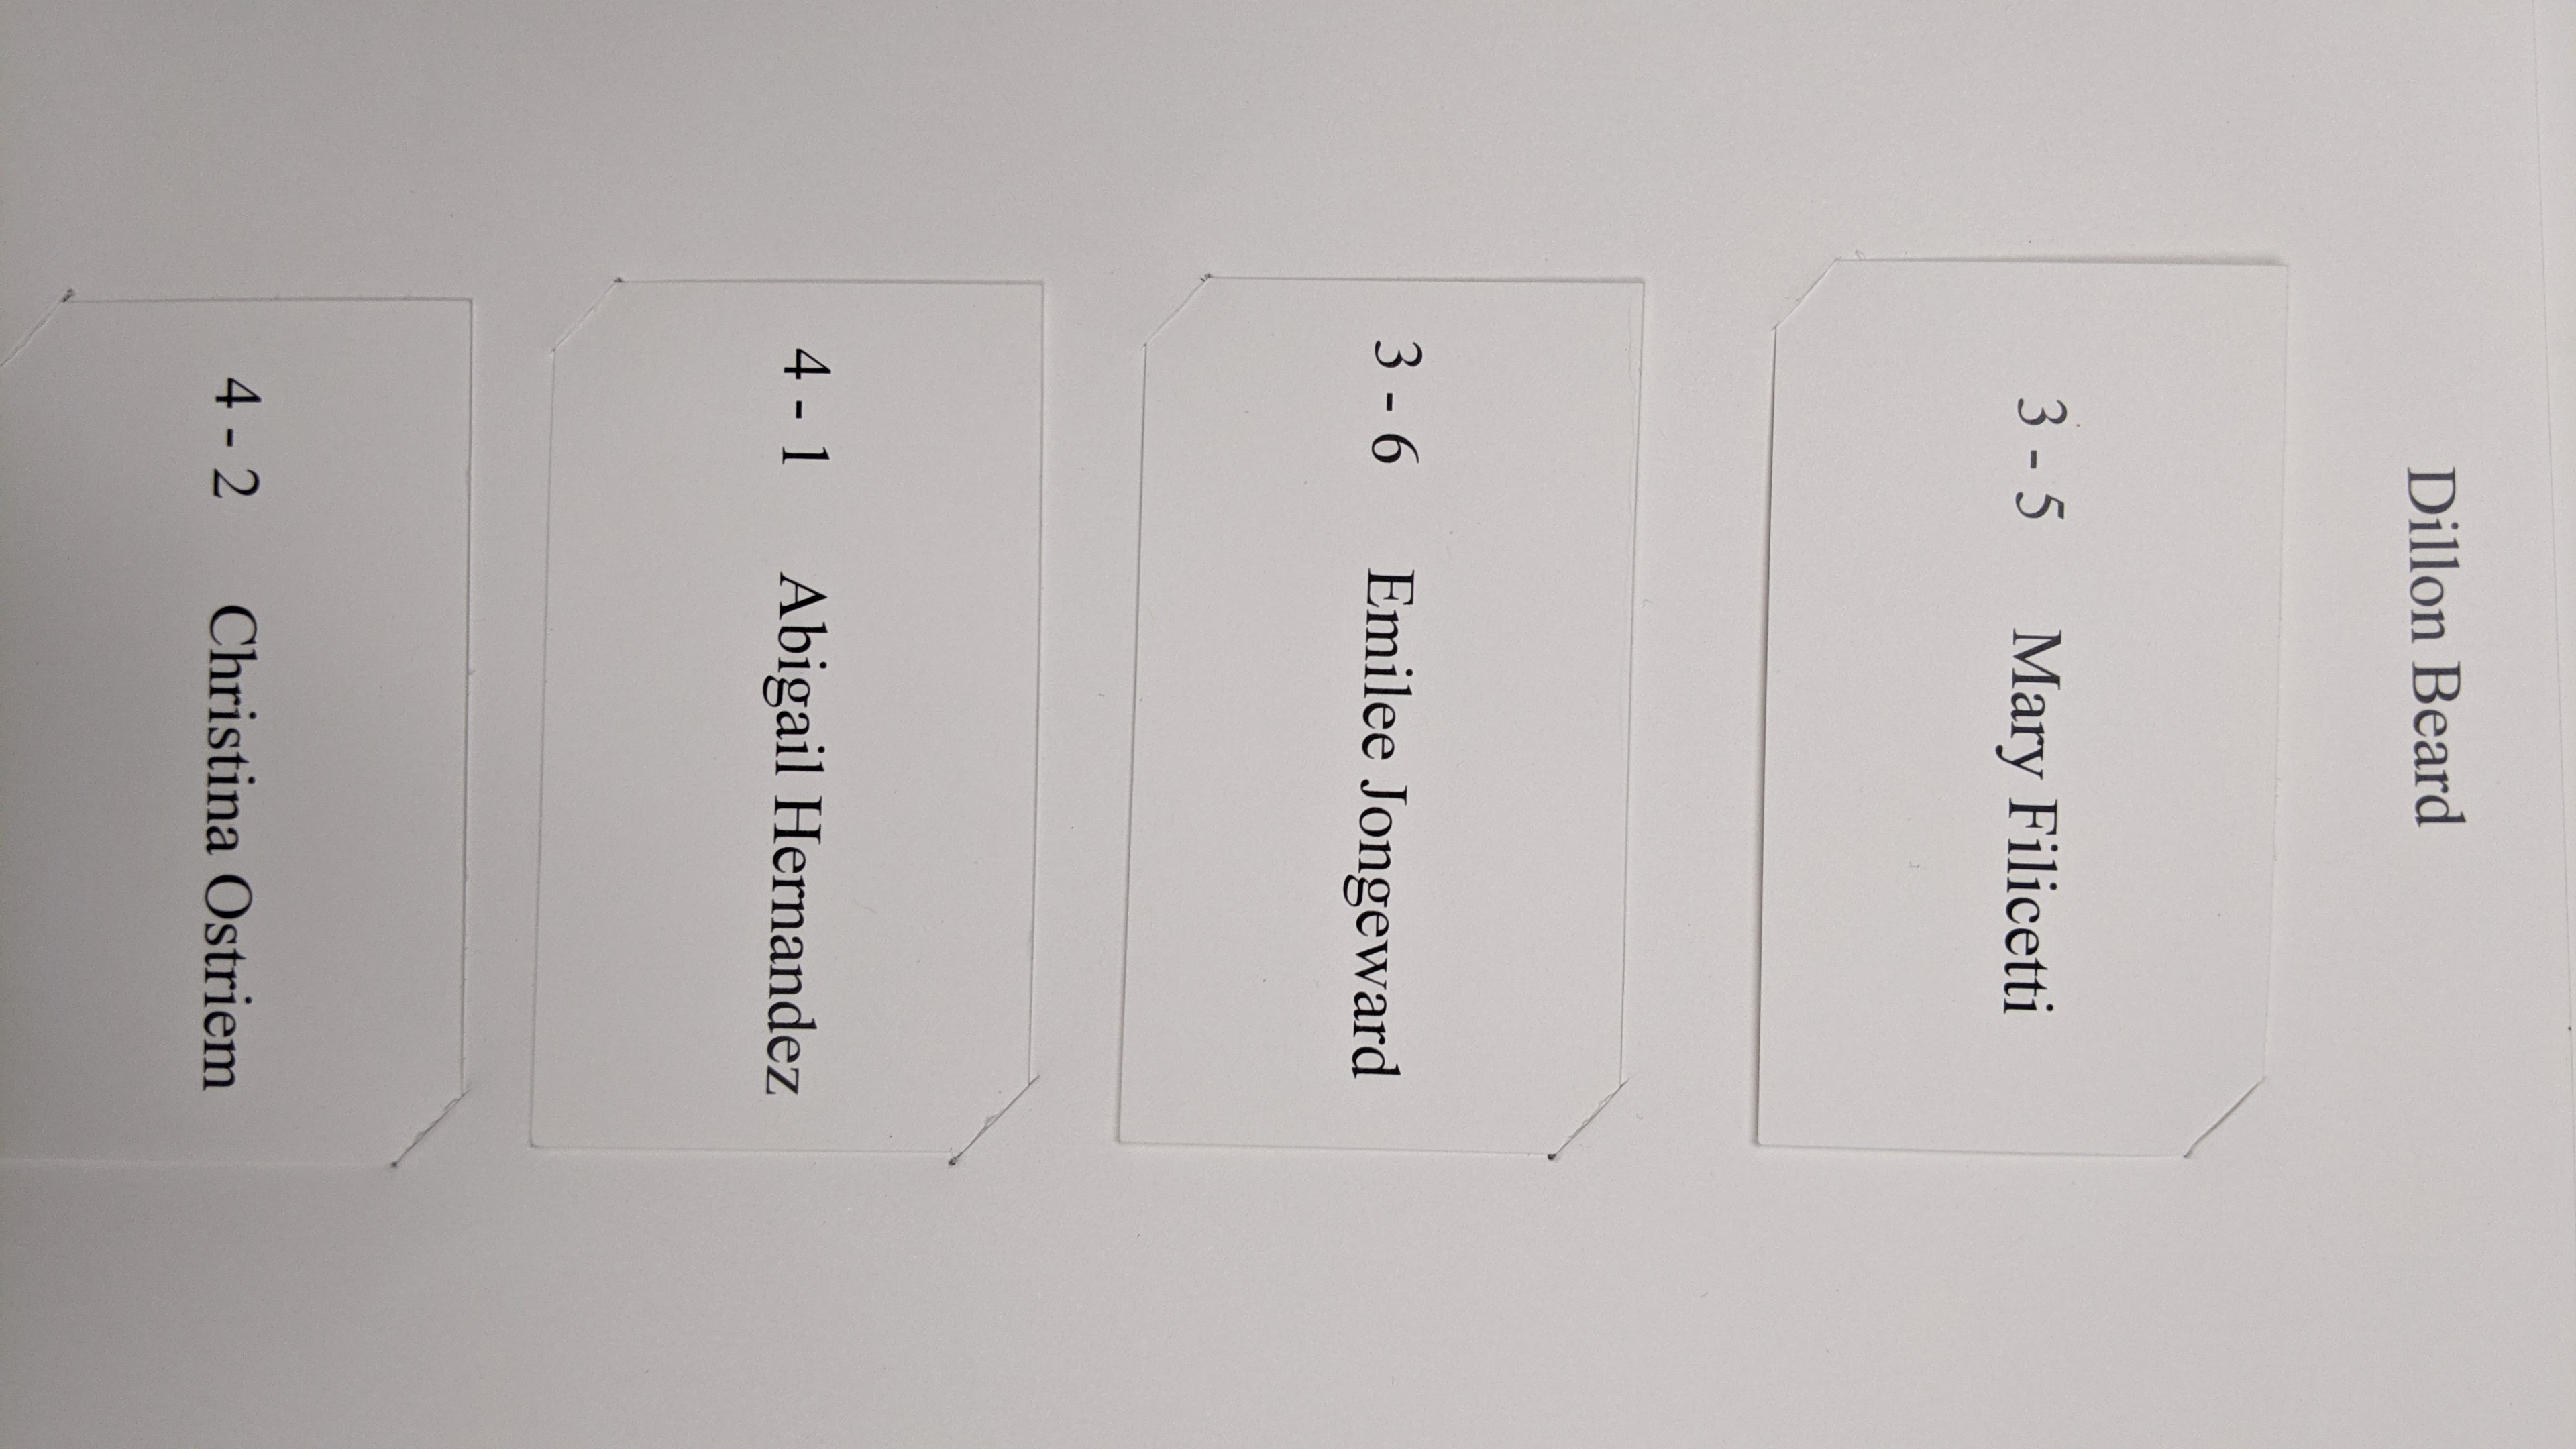 Dillon Beard
3 - 5 Mary Filicetti
3 - 6 Emilee Jongeward
4 - 1 Abigail Hernandez
4 - 2 Christina Ostriem